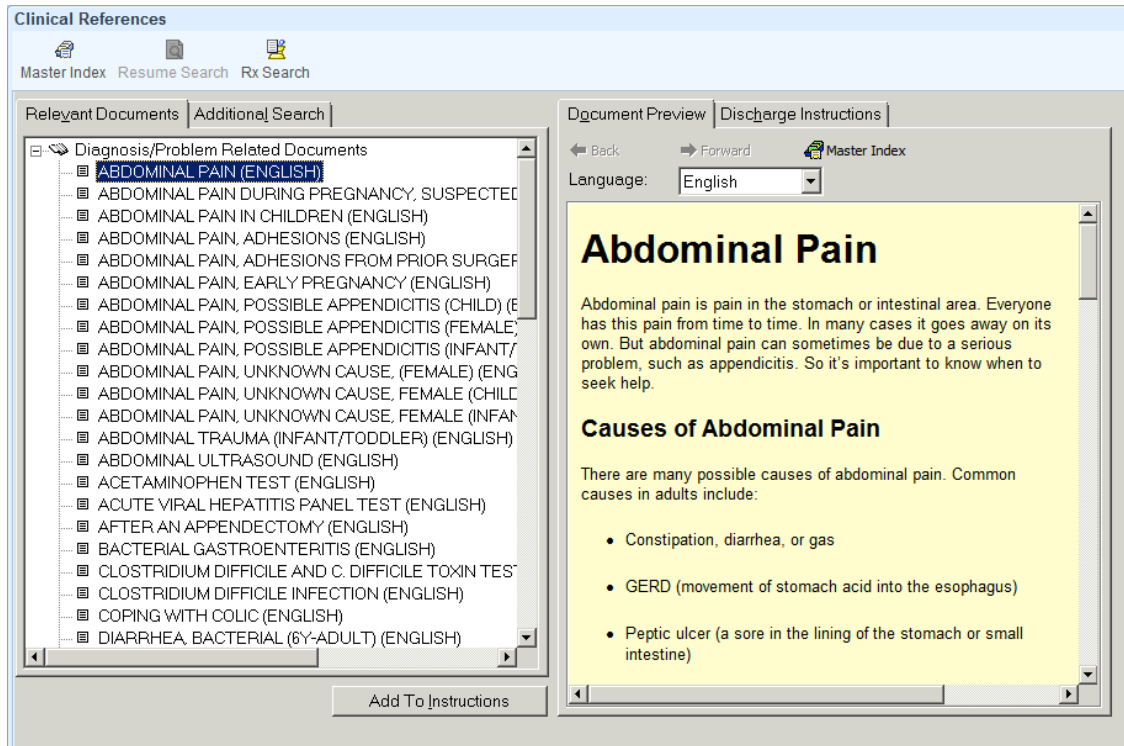 Clinical References
Master Index Resume Search Rx Search
Relevant Documents Additional Search
Diagnosis/Problem Related Documents
ABDOMINAL PAIN (ENGLISH)
ABDOMINAL PAIN DURING PREGNANCY, SUSPECTED
ABDOMINAL PAIN IN CHILDREN (ENGLISH)
ABDOMINAL PAIN, ADHESIONS (ENGLISH)
ABDOMINAL PAIN, ADHESIONS FROM PRIOR SURGER
ABDOMINAL PAIN, EARLY PREGNANCY (ENGLISH)
ABDOMINAL PAIN, POSSIBLE APPENDICITIS (CHILD) (E
ABDOMINAL PAIN, POSSIBLE APPENDICITIS (FEMALE)
ABDOMINAL PAIN, POSSIBLE APPENDICITIS (INFANT/T
ABDOMINAL PAIN, UNKNOWN CAUSE, (FEMALE) (ENG
ABDOMINAL PAIN, UNKNOWN CAUSE, FEMALE (CHILD
ABDOMINAL PAIN, UNKNOWN CAUSE, FEMALE (INFAN
ABDOMINAL TRAUMA (INFANT/TODDLER) (ENGLISH)
ABDOMINAL ULTRASOUND (ENGLISH)
ACETAMINOPHEN TEST (ENGLISH)
ACUTE VIRAL HEPATITIS PANEL TEST (ENGLISH)
AFTER AN APPENDECTOMY (ENGLISH)
BACTERIAL GASTROENTERITIS (ENGLISH)
CLOSTRIDIUM DIFFICILE AND C. DIFFICILE TOXIN TEST
CLOSTRIDIUM DIFFICILE INFECTION (ENGLISH)
COPING WITH COLIC (ENGLISH)
DIARRHEA, BACTERIAL (6Y-ADULT) (ENGLISH)
Add To Instructions
Document Preview Discharge Instructions
Back Forward Master Index
Language: English
Abdominal Pain
Abdominal pain is pain in the stomach or intestinal area. Everyone
has this pain from time to time. In many cases it goes away on its
own. But abdominal pain can sometimes be due to a serious
problem, such as appendicitis. So it's important to know when to
seek help.
Causes of Abdominal Pain
There are many possible causes of abdominal pain. Common
causes in adults include:
• Constipation, diarrhea, or gas
• GERD (movement of stomach acid into the esophagus)
• Peptic ulcer (a sore in the lining of the stomach or small
intestine)